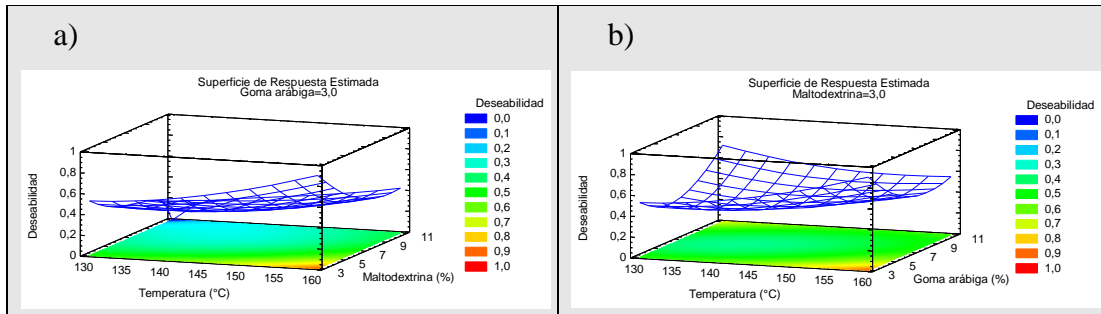 a)
Superficie de Respuesta Estimada
Goma arábiga=3,0
Deseabilidad
0,0
0,1
0,2
0,3
0,4
0,5
0,6
0,7
0,8
0,9
1,0
Deseabilidad
1
0,8
0,6
0,4
0,2
0
130 135 140 145 150 155 160
Temperatura (°C)
3 5 7 9 11
Maltodextrina (%)
b)
Superficie de Respuesta Estimada
Maltodextrina=3,0
Deseabilidad
0,0
0,1
0,2
0,3
0,4
0,5
0,6
0,7
0,8
0,9
1,0
Deseabilidad
1
0,8
0,6
0,4
0,2
0
130 135 140 145 150 155 160
Temperatura (°C)
3 5 7 9 11
Goma arábiga (%)